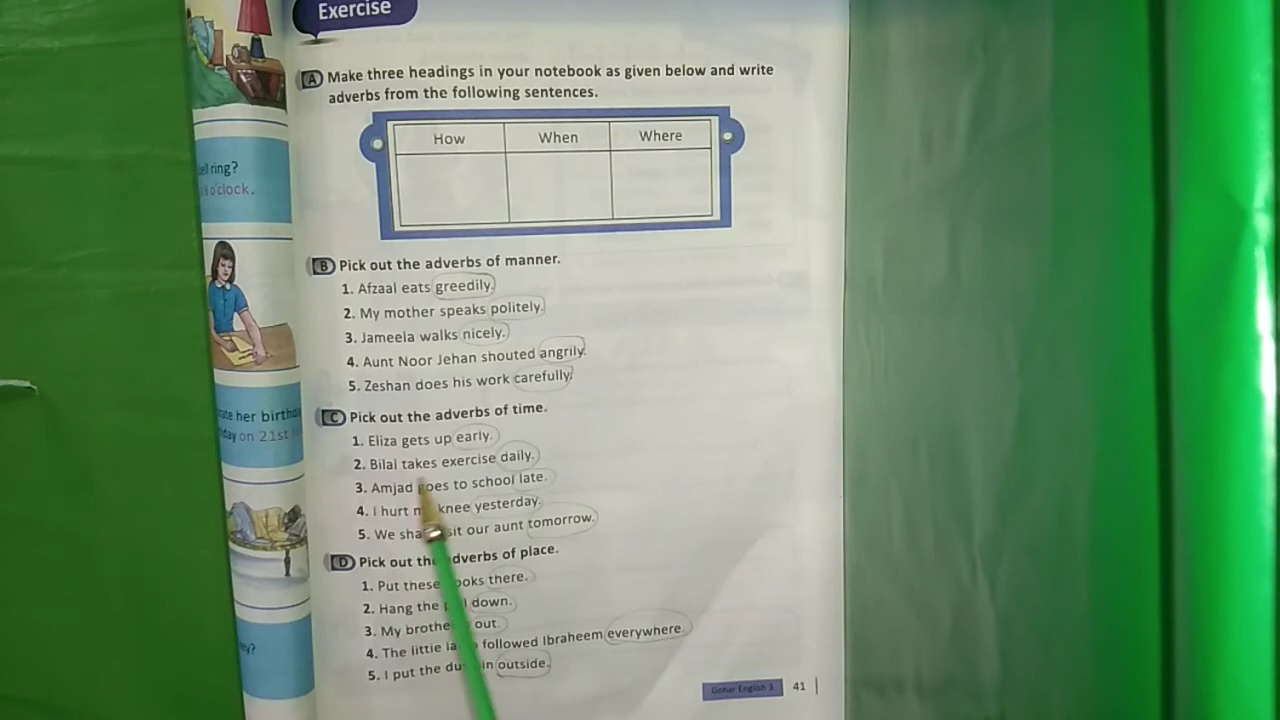 Exercise
A Make three headings in your notebook as given below and write
adverbs from the following sentences.
How When Where
ring?
o'clock.
B Pick out the adverbs of manner.
1. Afzaal eats greedily.
2. My mother speaks politely.
3. Jameela walks nicely.
4. Aunt Noor Jehan shouted angrily.
5. Zeshan does his work carefully.
her birthd
day on 21st
C Pick out the adverbs of time.
1. Eliza gets up early.
2. Bilal takes exercise daily.
3. Amjad goes to school late.
4. I hurt knee yesterday.
5. We our aunt tomorrow.
D Pick out the adverbs of place.
1. Put these there.
2. Hang the down.
3. My out.
4. The little followed Ibraheem everywhere.
5. I put the outside.
Gohar English 3 41